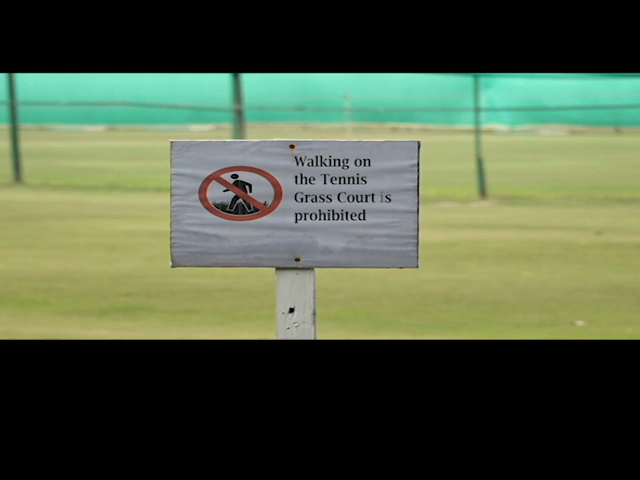 Walking on
the Tennis
Grass Court is
prohibited